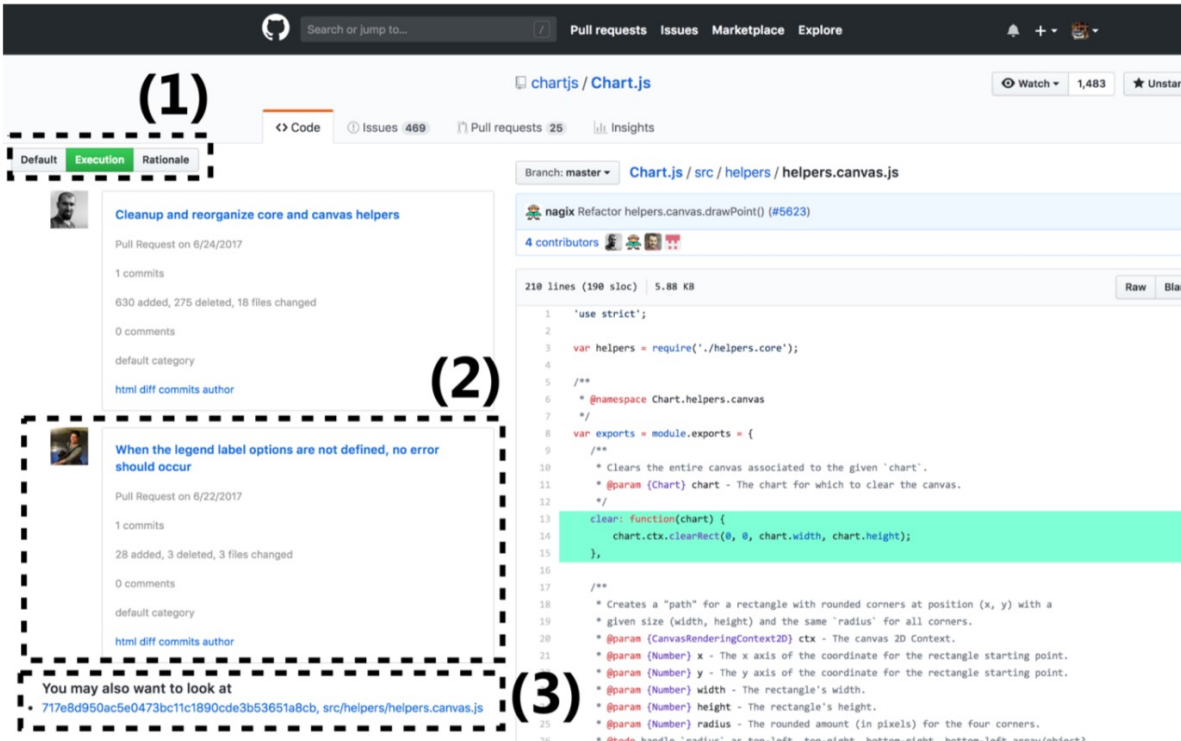 Search or jump to...
/
Pull requests Issues Marketplace Explore
(1)
chartjs / Chart.js
Watch 1,483
Unstar
<> Code
Issues 469
Pull requests 25
Insights
Default Execution Rationale
Branch: master
Chart.js / src / helpers / helpers.canvas.js
Cleanup and reorganize core and canvas helpers
Pull Request on 6/24/2017
1 commits
630 added, 275 deleted, 18 files changed
0 comments
default category
html diff commits author
(2)
When the legend label options are not defined, no error
should occur
Pull Request on 6/22/2017
1 commits
28 added, 3 deleted, 3 files changed
0 comments
default category
html diff commits author
You may also want to look at
• 717e8d950ac5e0473bc11c1890cde3b53651a8cb, src/helpers/helpers.canvas.js
(3)
nagix Refactor helpers.canvas.drawPoint() (#5623)
4 contributors
210 lines (190 sloc) 5.88 KB
Raw
1 'use strict';
2
3 var helpers = require('./helpers.core');
4
5 /**
6 * @namespace Chart.helpers.canvas
7 */
8 var exports = module.exports = {
9 /**
10 * Clears the entire canvas associated to the given `chart`.
11 * @param {Chart} chart - The chart for which to clear the canvas.
12 */
13 clear: function(chart) {
14 chart.ctx.clearRect(0, 0, chart.width, chart.height);
15 },
16
17 /**
18 * Creates a "path" for a rectangle with rounded corners at position (x, y) with a
19 * given size (width, height) and the same `radius` for all corners.
20 * @param {CanvasRenderingContext2D} ctx - The canvas 2D Context.
21 * @param {Number} x - The x axis of the coordinate for the rectangle starting point.
22 * @param {Number} y - The y axis of the coordinate for the rectangle starting point.
* @param {Number} width - The rectangle's width.
* @param {Number} height - The rectangle's height.
25 * @param {Number} radius - The rounded amount (in pixels) for the four corners.